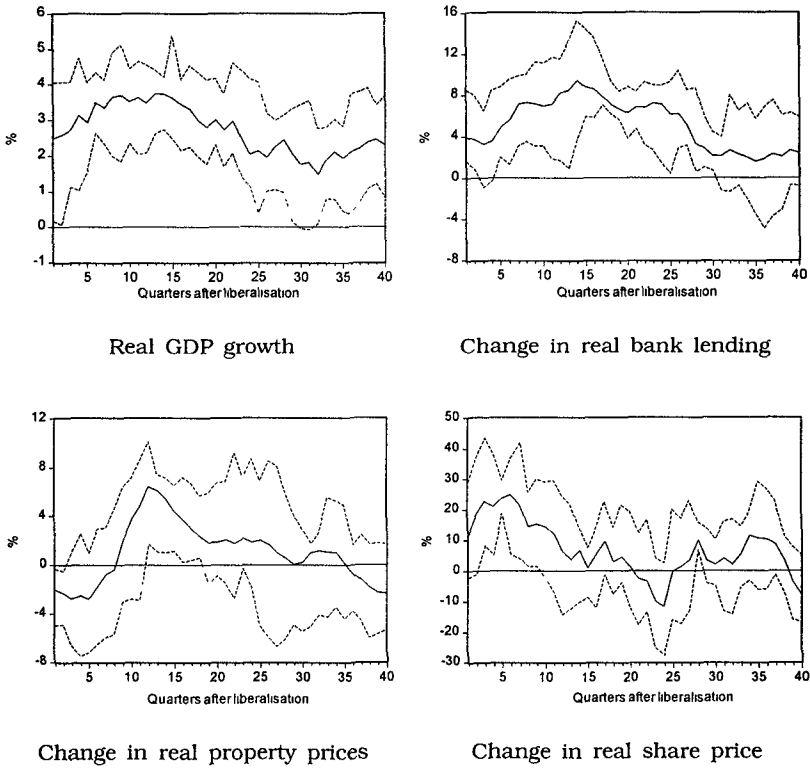 6
5
4
3
2
1
0
-1
%
5 10 15 20 25 30 35 40
Quarters after liberalisation
Real GDP growth
16
12
8
4
0
-4
-8
%
5 10 15 20 25 30 35 40
Quarters after liberalisation
Change in real bank lending
12
8
4
0
-4
-8
%
5 10 15 20 25 30 35 40
Quarters after liberalisation
Change in real property prices
50
40
30
20
10
0
-10
-20
-30
%
5 10 15 20 25 30 35 40
Quarters after liberalisation
Change in real share price